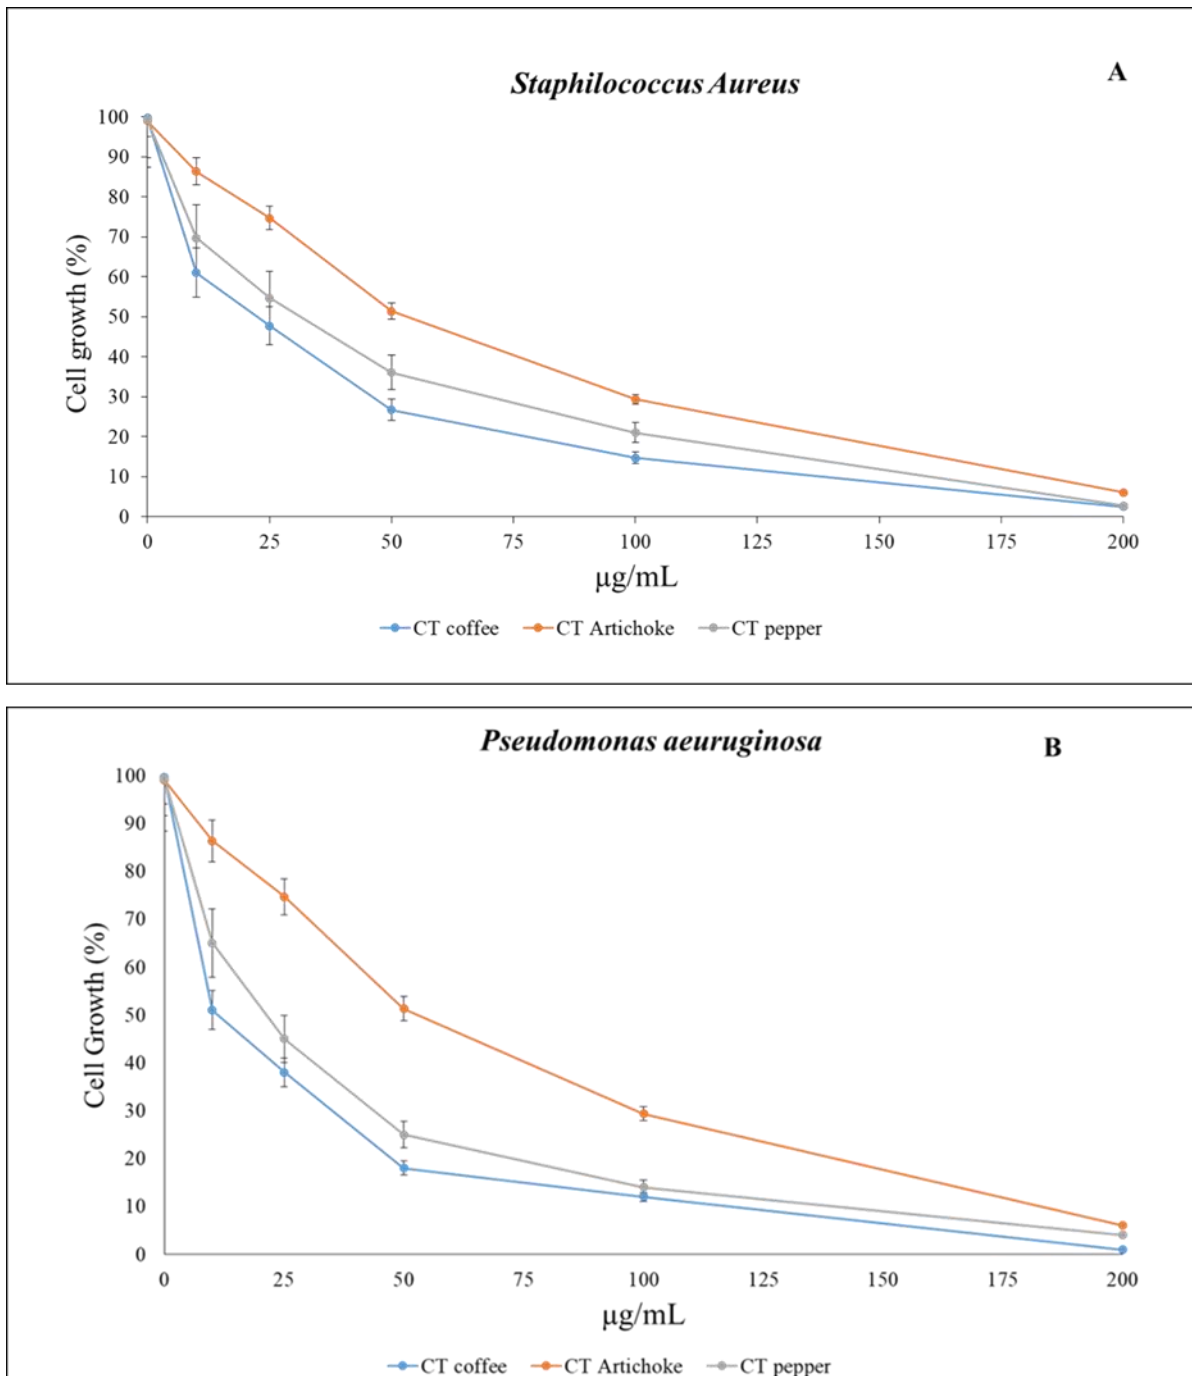 Staphilococcus Aureus
A
100
90
80
70
60
50
40
30
20
10
0
Cell growth (%)
0 25 50 75 100 125 150 175 200
µg/mL
CT coffee CT Artichoke CT pepper
Pseudomonas aeuruginosa
B
100
90
80
70
60
50
40
30
20
10
0
Cell Growth (%)
0 25 50 75 100 125 150 175 200
µg/mL
CT coffee CT Artichoke CT pepper